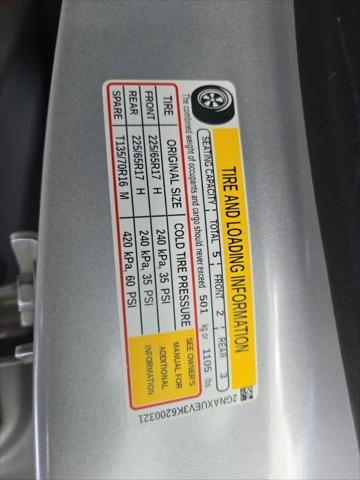 TIRE AND LOADING INFORMATION
SEATING CAPACITY TOTAL 5 FRONT 2 REAR 3
The combined weight of occupants and cargo should never exceed 501 kg or 1105 lbs.
TIRE ORIGINAL SIZE COLD TIRE PRESSURE
FRONT 225/65R17 H 240 kPa, 35 PSI
REAR 225/65R17 H 240 kPa, 35 PSI
SPARE T135/70R16 M 420 kPa, 60 PSI
SEE OWNER'S
MANUAL FOR
ADDITIONAL
INFORMATION
2GNAXUEV3K6200321